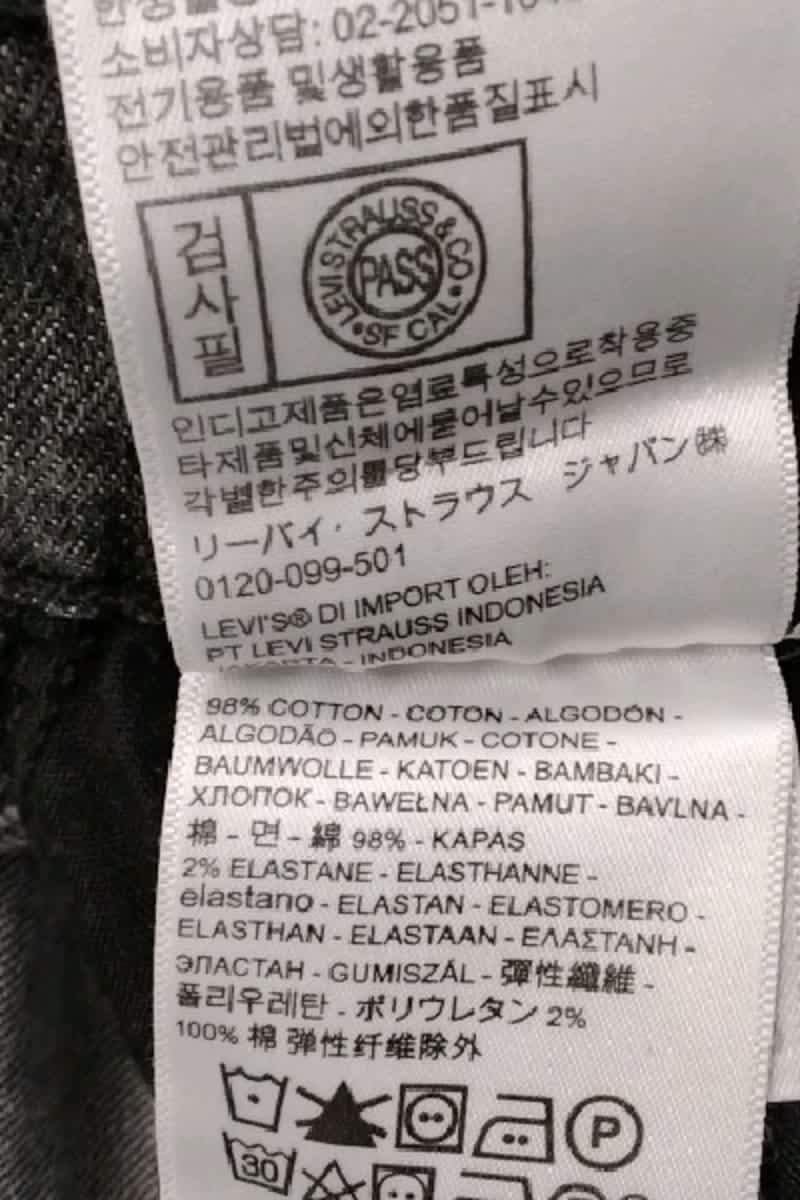 소비자상담: 02-2051-
전기용품 및생활용품
안전관리법에의한품질표시
검사필
LEVI STRAUSS & CO
PASS
SF CAL
인디고제품은염료특성으로착용중
타제품및신체에묻어날수있으므로
각별한주의를당부드립니다
リーバイ・ストラウス ジャパン㈱
0120-099-501
LEVI'S® DI IMPORT OLEH:
PT LEVI STRAUSS INDONESIA
JAKARTA - INDONESIA
98% COTTON - COTON - ALGODÓN -
ALGODÃO - PAMUK - COTONE -
BAUMWOLLE - KATOEN - BAMBAKI -
ХЛОПОК - BAWEŁNA - PAMUT - BAVLNA -
棉 - 면 - 綿 98% - KAPAS
2% ELASTANE - ELASTHANNE -
elastano - ELASTAN - ELASTOMERO -
ELASTHAN - ELASTAAN - ΕΛΑΣΤΑΝΗ -
ЭЛАСТАН - GUMISZÁL - 彈性纖維 -
폴리우레탄 - ポリウレタン 2%
100% 棉 弹性纤维除外
P
30